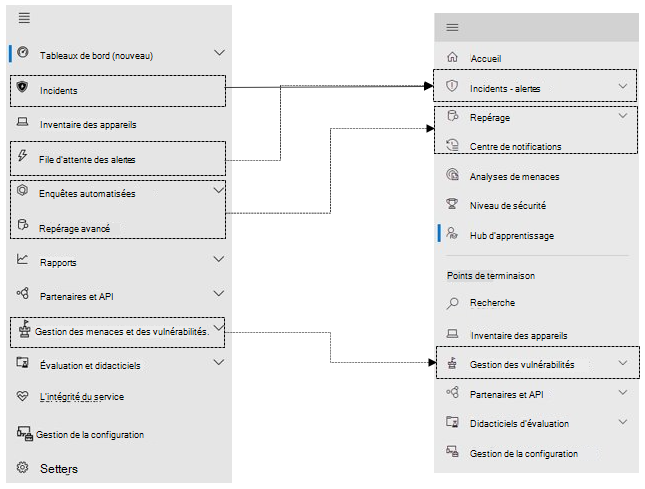 Tableaux de bord (nouveau)
Incidents
Inventaire des appareils
File d'attente des alertes
Enquêtes automatisées
Repérage avancé
Rapports
Partenaires et API
Gestion des menaces et des vulnérabilités.
Évaluation et didacticiels
L'intégrité du service
Gestion de la configuration
Setters
Accueil
Incidents - alertes
Repérage
Centre de notifications
Analyses de menaces
Niveau de sécurité
Hub d'apprentissage
Points de terminaison
Recherche
Inventaire des appareils
Gestion des vulnérabilités
Partenaires et API
Didacticiels d'évaluation
Gestion de la configuration